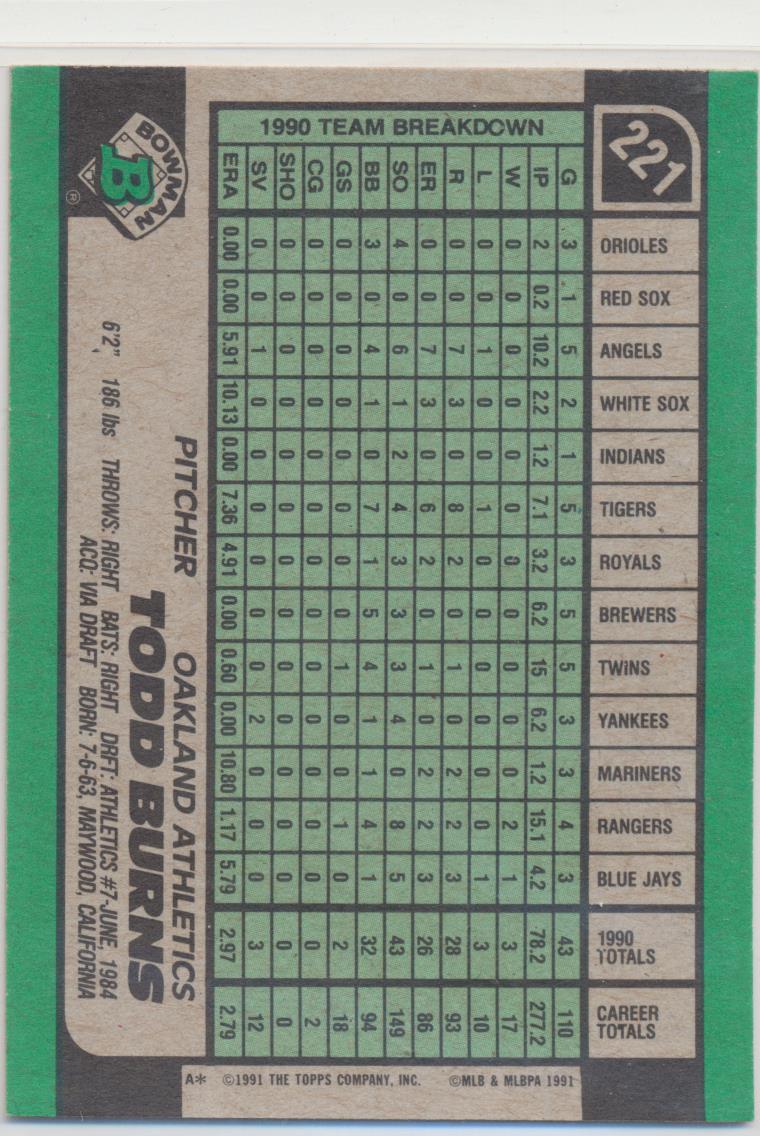 221
BOWMAN
B
®
6'2", 186 lbs THROWS: RIGHT BATS: RIGHT DRFT: ATHLETICS #7-JUNE, 1984
ACQ: VIA DRAFT BORN: 7-6-63, MAYWOOD, CALIFORNIA
TODD BURNS
PITCHER OAKLAND ATHLETICS
1990 TEAM BREAKDOWN
G IP W L R ER SO BB GS CG SHO SV ERA
ORIOLES 3 2 0 0 0 0 4 3 0 0 0 0 0.00
RED SOX 1 0.2 0 0 0 0 0 0 0 0 0 0 0.00
ANGELS 5 10.2 0 1 7 7 6 4 0 0 0 1 5.91
WHITE SOX 2 2.2 0 0 3 3 1 1 0 0 0 0 10.13
INDIANS 1 1.2 0 0 0 0 2 0 0 0 0 0 0.00
TIGERS 5 7.1 0 1 8 6 4 7 0 0 0 0 7.36
ROYALS 3 3.2 0 0 2 2 3 1 0 0 0 0 4.91
BREWERS 5 6.2 0 0 0 0 3 5 0 0 0 0 0.00
TWINS 5 15 0 0 1 1 3 4 1 0 0 0 0.60
YANKEES 3 6.2 0 0 0 0 4 1 0 0 0 2 0.00
MARINERS 3 1.2 0 0 2 2 0 1 0 0 0 0 10.80
RANGERS 4 15.1 2 0 2 2 8 4 1 0 0 0 1.17
BLUE JAYS 3 4.2 1 1 3 3 5 1 0 0 0 0 5.79
1990
TOTALS 43 78.2 3 3 28 26 43 32 2 0 0 3 2.97
CAREER
TOTALS 110 277.2 17 10 93 86 149 94 18 2 0 12 2.79
A* ©1991 THE TOPPS COMPANY, INC. ©MLB & MLBPA 1991